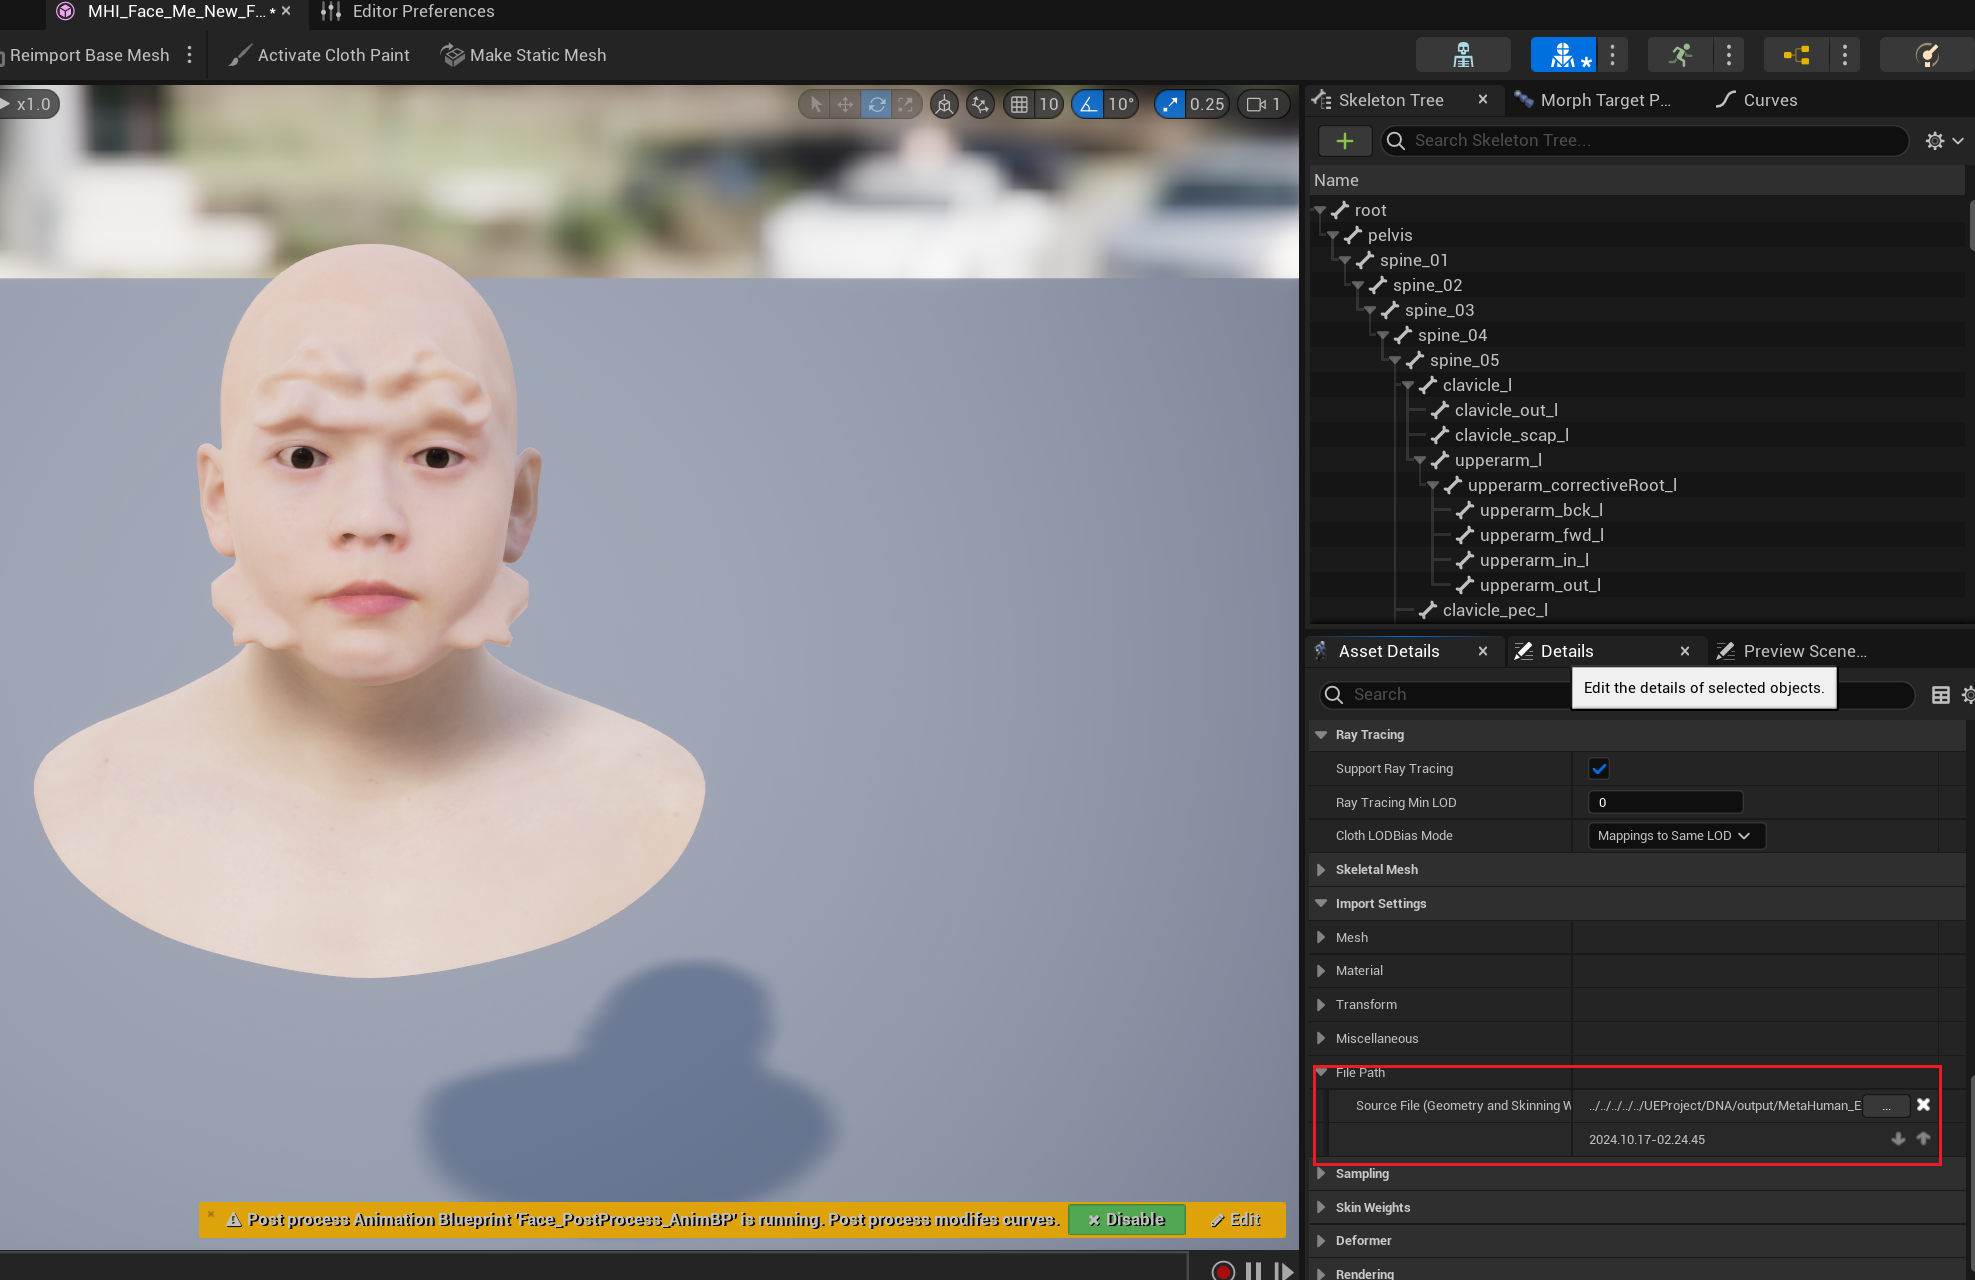 MHI_Face_Me_New_F... *
Editor Preferences
Reimport Base Mesh
Activate Cloth Paint
Make Static Mesh
x1.0
10
10°
0.25
1
Skeleton Tree
Morph Target P...
Curves
Search Skeleton Tree...
Name
root
pelvis
spine_01
spine_02
spine_03
spine_04
spine_05
clavicle_l
clavicle_out_l
clavicle_scap_l
upperarm_l
upperarm_correctiveRoot_l
upperarm_bck_l
upperarm_fwd_l
upperarm_in_l
upperarm_out_l
clavicle_pec_l
Asset Details
Details
Preview Scene...
Search
Edit the details of selected objects.
Ray Tracing
Support Ray Tracing
Ray Tracing Min LOD
0
Cloth LODBias Mode
Mappings to Same LOD
Skeletal Mesh
Import Settings
Mesh
Material
Transform
Miscellaneous
File Path
Source File (Geometry and Skinning W
../../../../../UEProject/DNA/output/MetaHuman_E
...
2024.10.17-02.24.45
Sampling
Skin Weights
Deformer
Rendering
Post process Animation Blueprint 'Face_PostProcess_AnimBP' is running. Post process modifes curves.
Disable
Edit